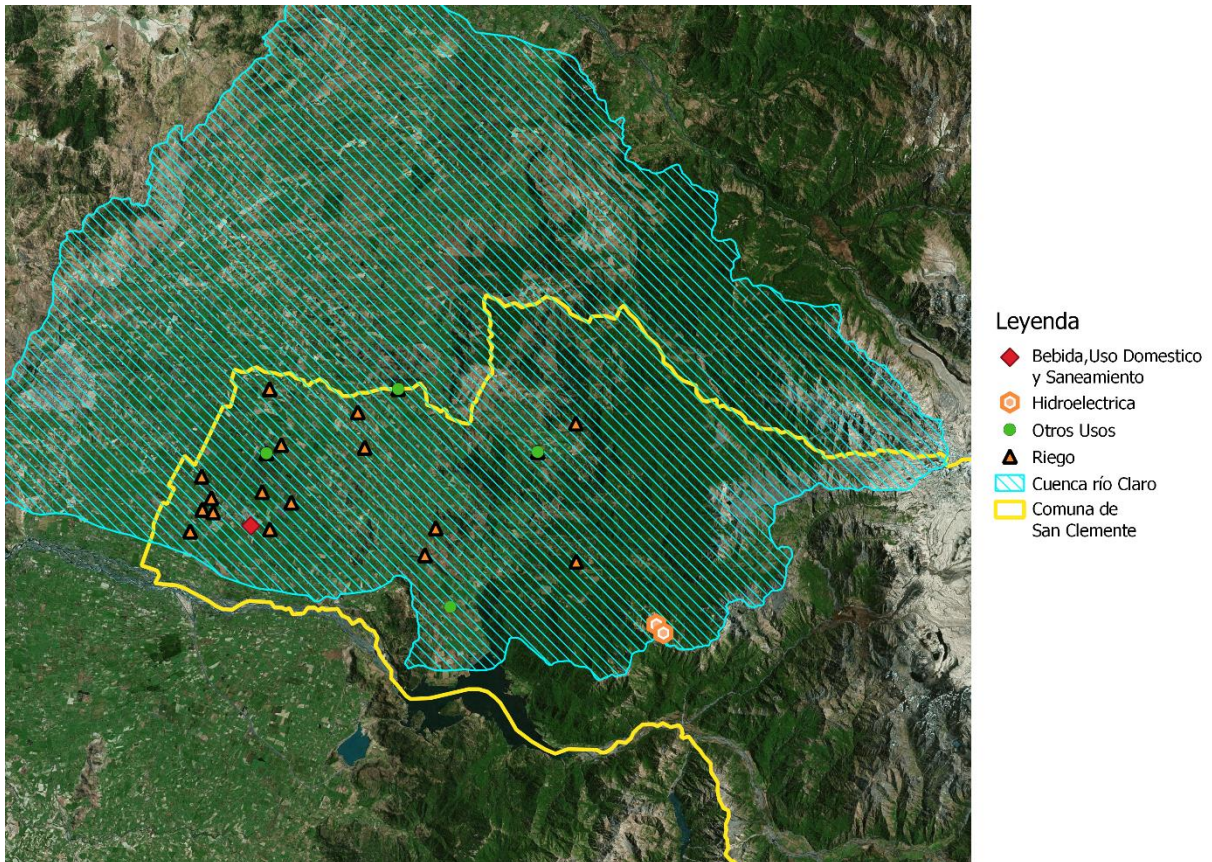 Leyenda
Bebida,Uso Domestico
y Saneamiento
Hidroelectrica
Otros Usos
Riego
Cuenca río Claro
Comuna de
San Clemente